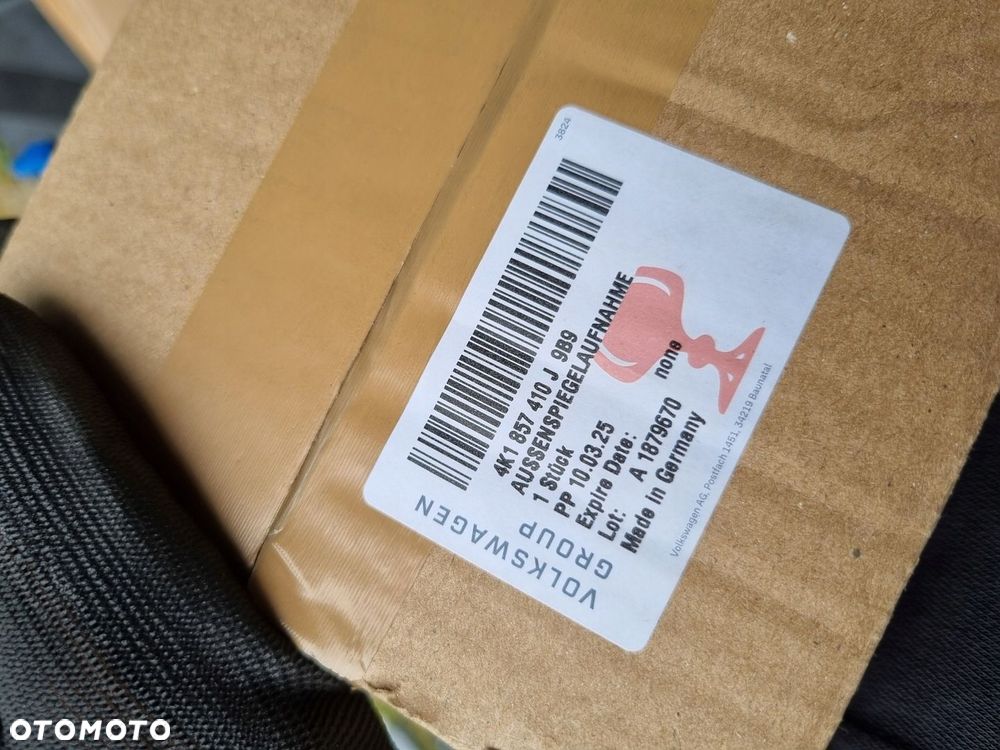 3824
4K1 857 410 J 9B9
AUSSENSPIEGELAUFNAHME
1 Stück
PP 10.03.25
Expire Date: none
Lot: A 1879670
Made in Germany
Volkswagen AG, Postfach 1451, 34219 Baunatal
VOLKSWAGEN
GROUP
OTOMOTO